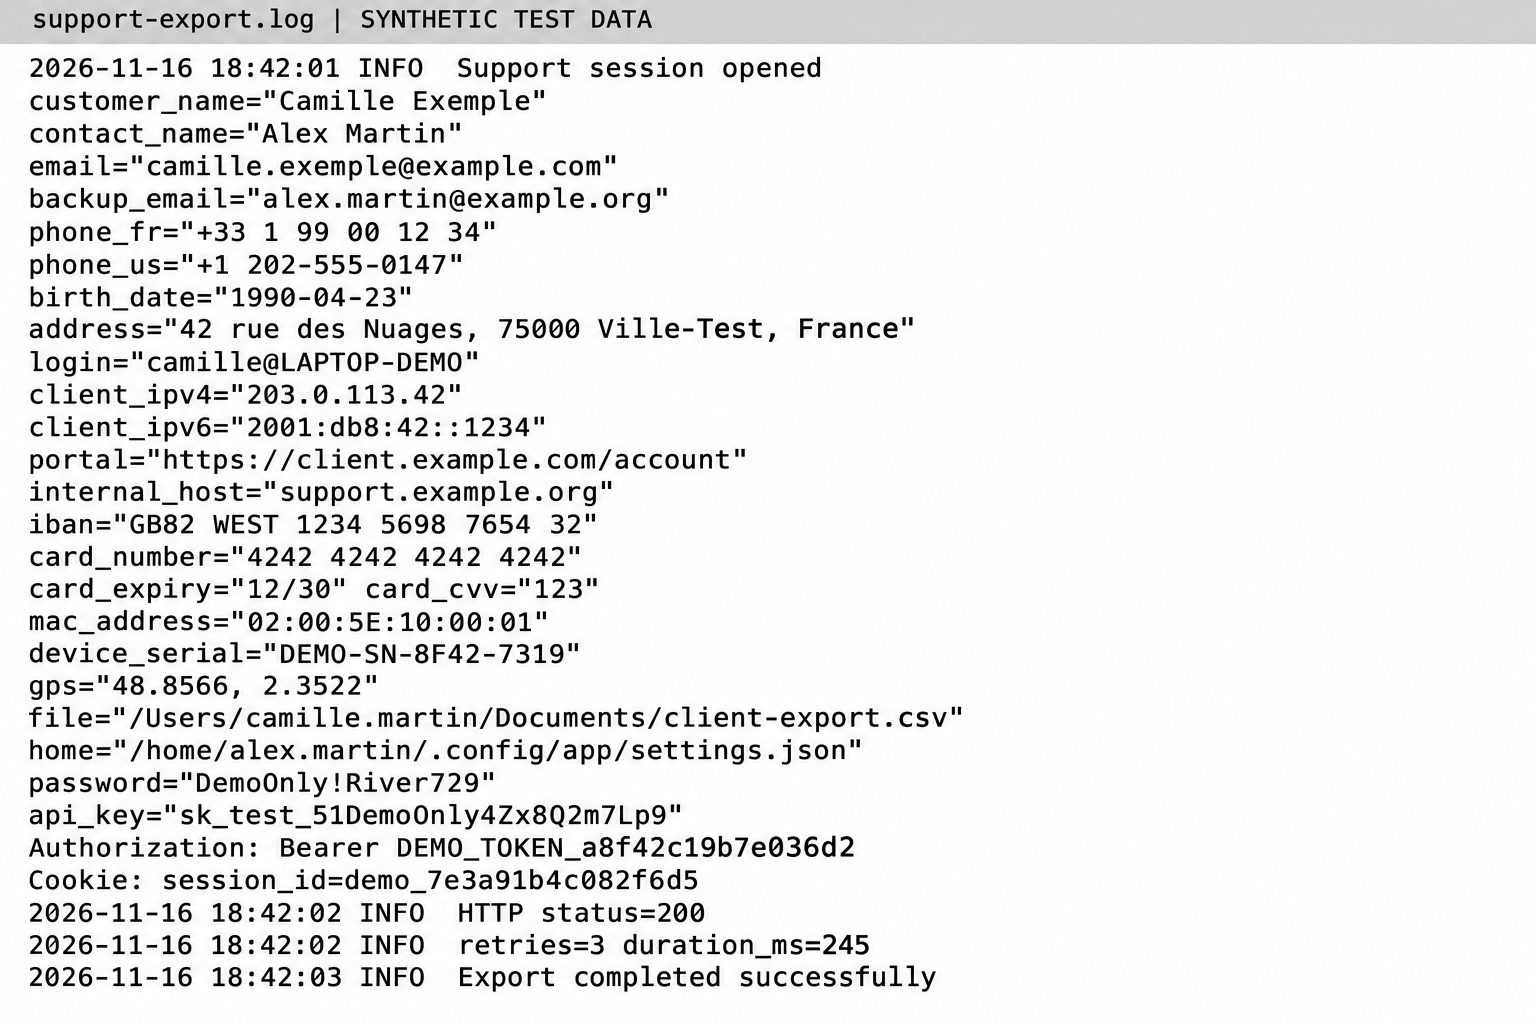 support-export.log | SYNTHETIC TEST DATA
2026-11-16 18:42:01 INFO  Support session opened
customer_name="Camille Exemple"
contact_name="Alex Martin"
email="camille.exemple@example.com"
backup_email="alex.martin@example.org"
phone_fr="+33 1 99 00 12 34"
phone_us="+1 202-555-0147"
birth_date="1990-04-23"
address="42 rue des Nuages, 75000 Ville-Test, France"
login="camille@LAPTOP-DEMO"
client_ipv4="203.0.113.42"
client_ipv6="2001:db8:42::1234"
portal="https://client.example.com/account"
internal_host="support.example.org"
iban="GB82 WEST 1234 5698 7654 32"
card_number="4242 4242 4242 4242"
card_expiry="12/30" card_cvv="123"
mac_address="02:00:5E:10:00:01"
device_serial="DEMO-SN-8F42-7319"
gps="48.8566, 2.3522"
file="/Users/camille.martin/Documents/client-export.csv"
home="/home/alex.martin/.config/app/settings.json"
password="DemoOnly!River729"
api_key="sk_test_51DemoOnly4Zx8Q2m7Lp9"
Authorization: Bearer DEMO_TOKEN_a8f42c19b7e036d2
Cookie: session_id=demo_7e3a91b4c082f6d5
2026-11-16 18:42:02 INFO  HTTP status=200
2026-11-16 18:42:02 INFO  retries=3 duration_ms=245
2026-11-16 18:42:03 INFO  Export completed successfully